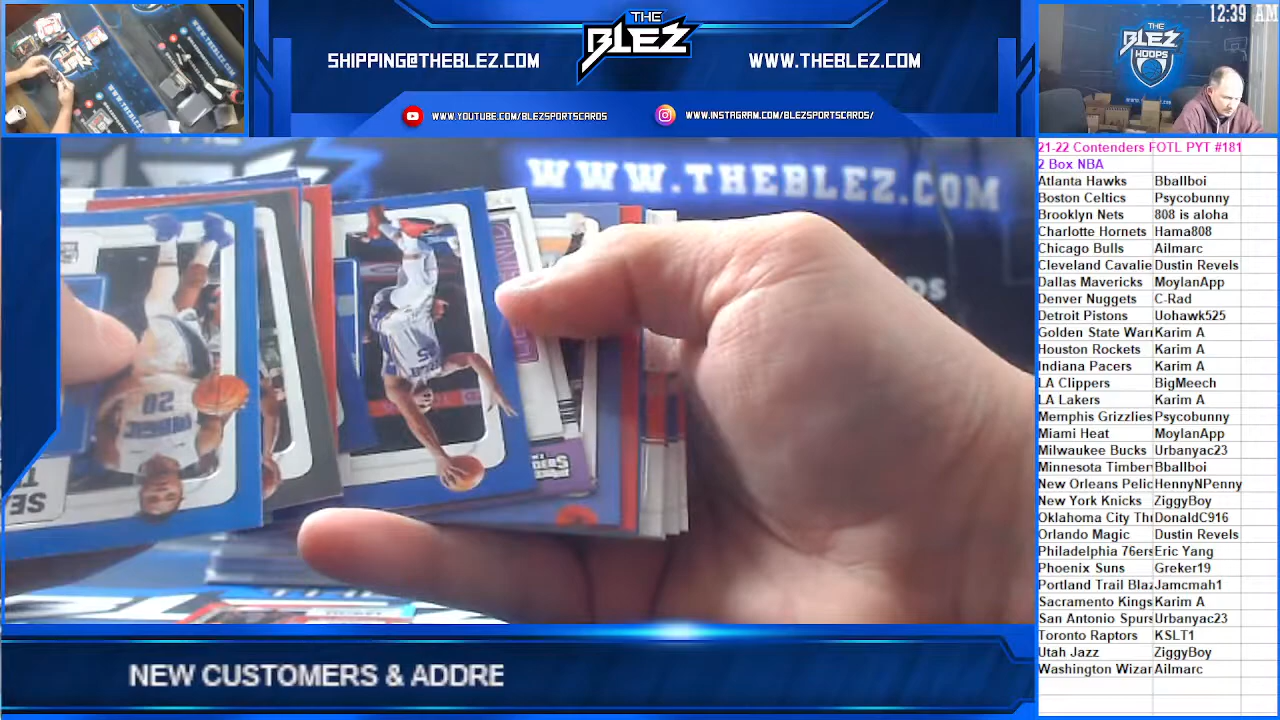 12:39 AM
THE
BLEZ
SHIPPING@THEBLEZ.COM
WWW.THEBLEZ.COM
WWW.YOUTUBE.COM/BLEZSPORTSCARDS
WWW.INSTAGRAM.COM/BLEZSPORTSCARDS/
THE
BLEZ
HOOPS
WWW.THEBLEZ.COM
20
21-22 Contenders FOTL PYT #181
2 Box NBA
Atlanta Hawks Bballboi
Boston Celtics Psycobunny
Brooklyn Nets 808 is aloha
Charlotte Hornets Hama808
Chicago Bulls Ailmarc
Cleveland Cavalie Dustin Revels
Dallas Mavericks MoylanApp
Denver Nuggets C-Rad
Detroit Pistons Uohawk525
Golden State Warr Karim A
Houston Rockets Karim A
Indiana Pacers Karim A
LA Clippers BigMeech
LA Lakers Karim A
Memphis Grizzlies Psycobunny
Miami Heat MoylanApp
Milwaukee Bucks Urbanyac23
Minnesota Timber Bballboi
New Orleans Pelic HennyNPenny
New York Knicks ZiggyBoy
Oklahoma City Thu DonaldC916
Orlando Magic Dustin Revels
Philadelphia 76ers Eric Yang
Phoenix Suns Greker19
Portland Trail Blaz Jamcmah1
Sacramento Kings Karim A
San Antonio Spurs Urbanyac23
Toronto Raptors KSLT1
Utah Jazz ZiggyBoy
Washington Wizar Ailmarc
NEW CUSTOMERS & ADDRE